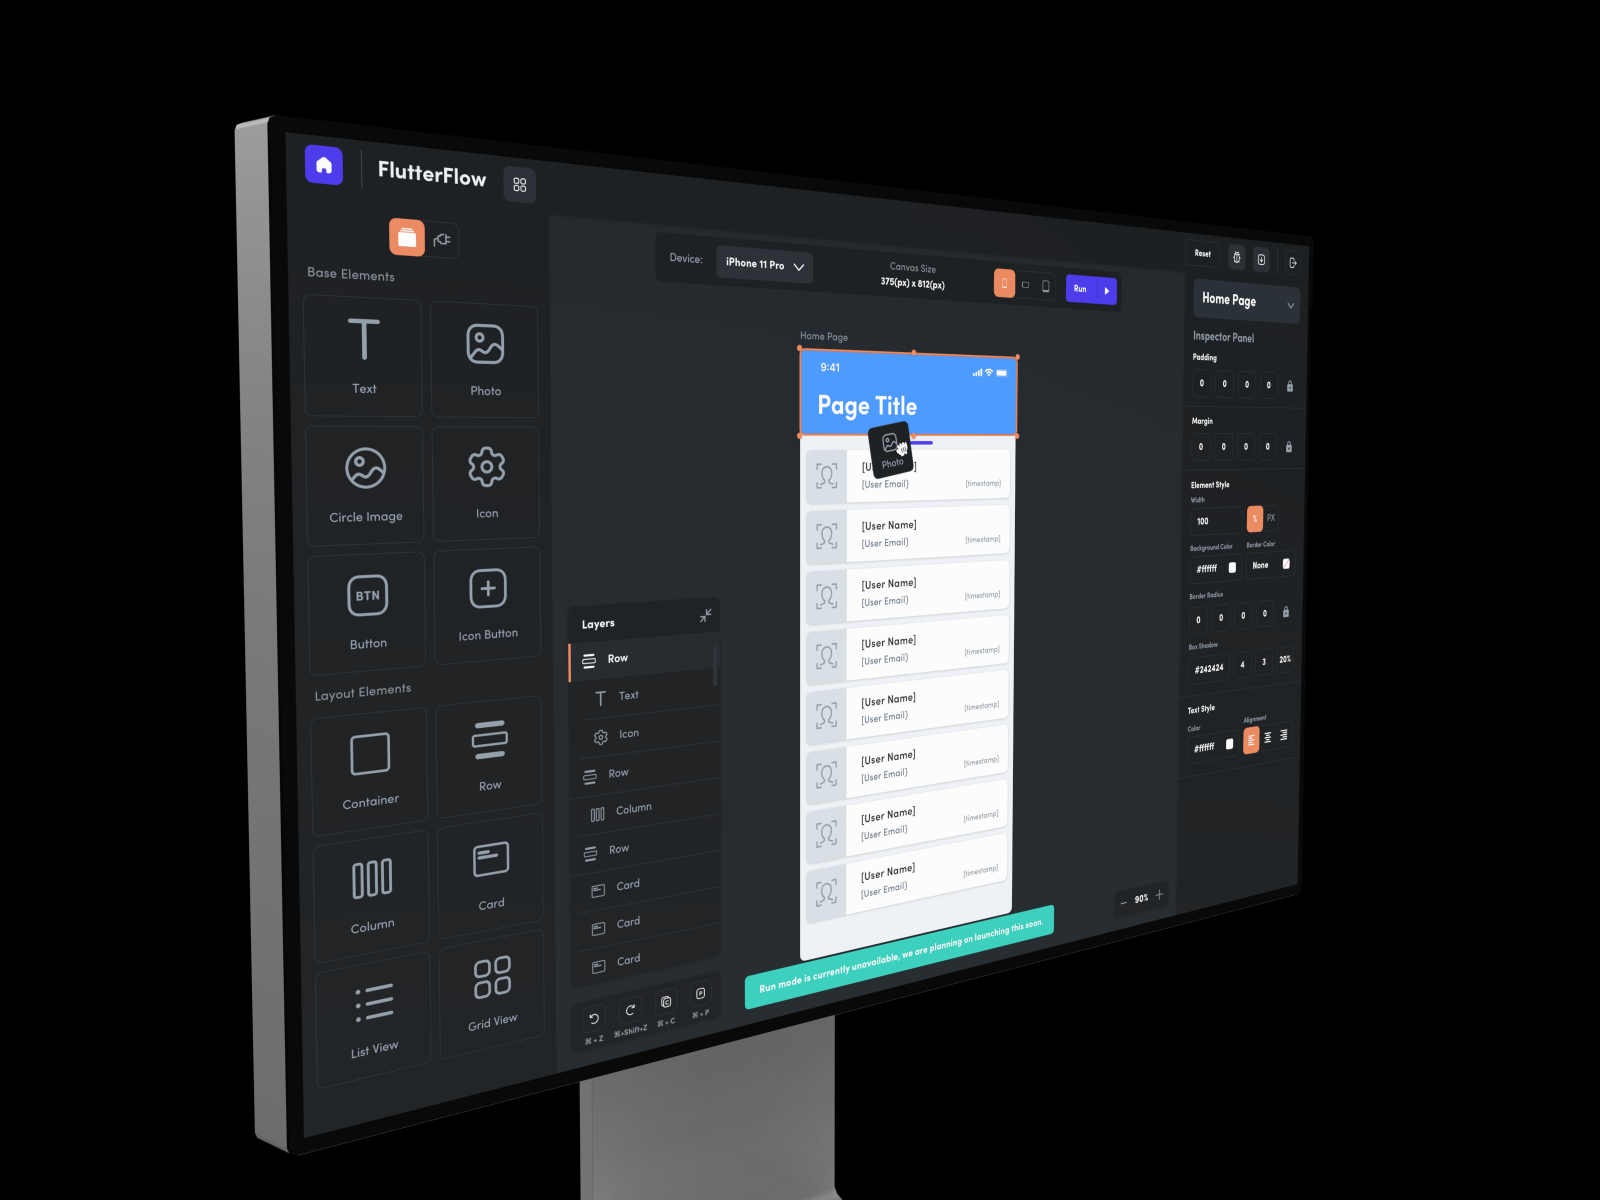 FlutterFlow
Base Elements
Text
Photo
Circle Image
Icon
BTN
Button
Icon Button
Layout Elements
Container
Row
Column
Card
List View
Grid View
Device:
iPhone 11 Pro
Canvas Size
375(px) x 812(px)
Run
Home Page
9:41
Page Title
Photo
[User Email}
[timestamp]
[User Name]
[User Email}
[timestamp]
[User Name]
[User Email}
[timestamp]
[User Name]
[User Email}
[timestamp]
[User Name]
[User Email}
[timestamp]
[User Name]
[User Email}
[timestamp]
[User Name]
[User Email}
[timestamp]
[User Name]
[User Email}
[timestamp]
Layers
Row
Text
Icon
Row
Column
Row
Card
Card
Card
⌘ + Z
⌘+Shift+Z
⌘ + C
⌘ + P
Run mode is currently unavailable, we are planning on launching this soon.
− 90% +
Reset
Home Page
Inspector Panel
Padding
0 0 0 0
Margin
0 0 0 0
Element Style
Width
100
% PX
Background Color
Border Color
#ffffff
None
Border Radius
0 0 0 0
Box Shadow
#242424 4 3 20%
Text Style
Color
Alignment
#ffffff